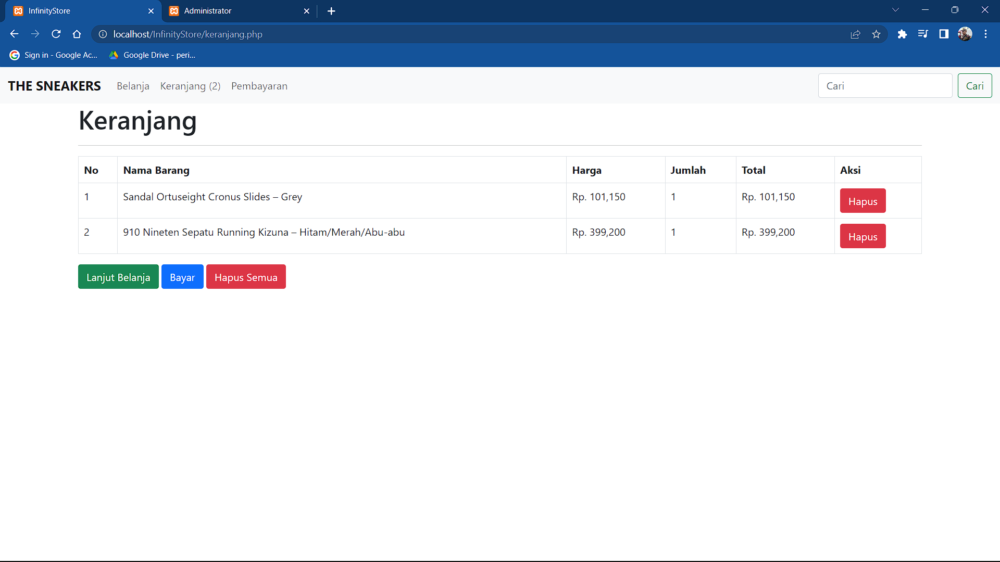 InfinityStore Administrator
localhost/InfinityStore/keranjang.php
Sign in - Google Ac... Google Drive - peri...
THE SNEAKERS Belanja Keranjang (2) Pembayaran Cari Cari
Keranjang
No Nama Barang Harga Jumlah Total Aksi
1 Sandal Ortuseight Cronus Slides – Grey Rp. 101,150 1 Rp. 101,150 Hapus
2 910 Nineten Sepatu Running Kizuna – Hitam/Merah/Abu-abu Rp. 399,200 1 Rp. 399,200 Hapus
Lanjut Belanja Bayar Hapus Semua